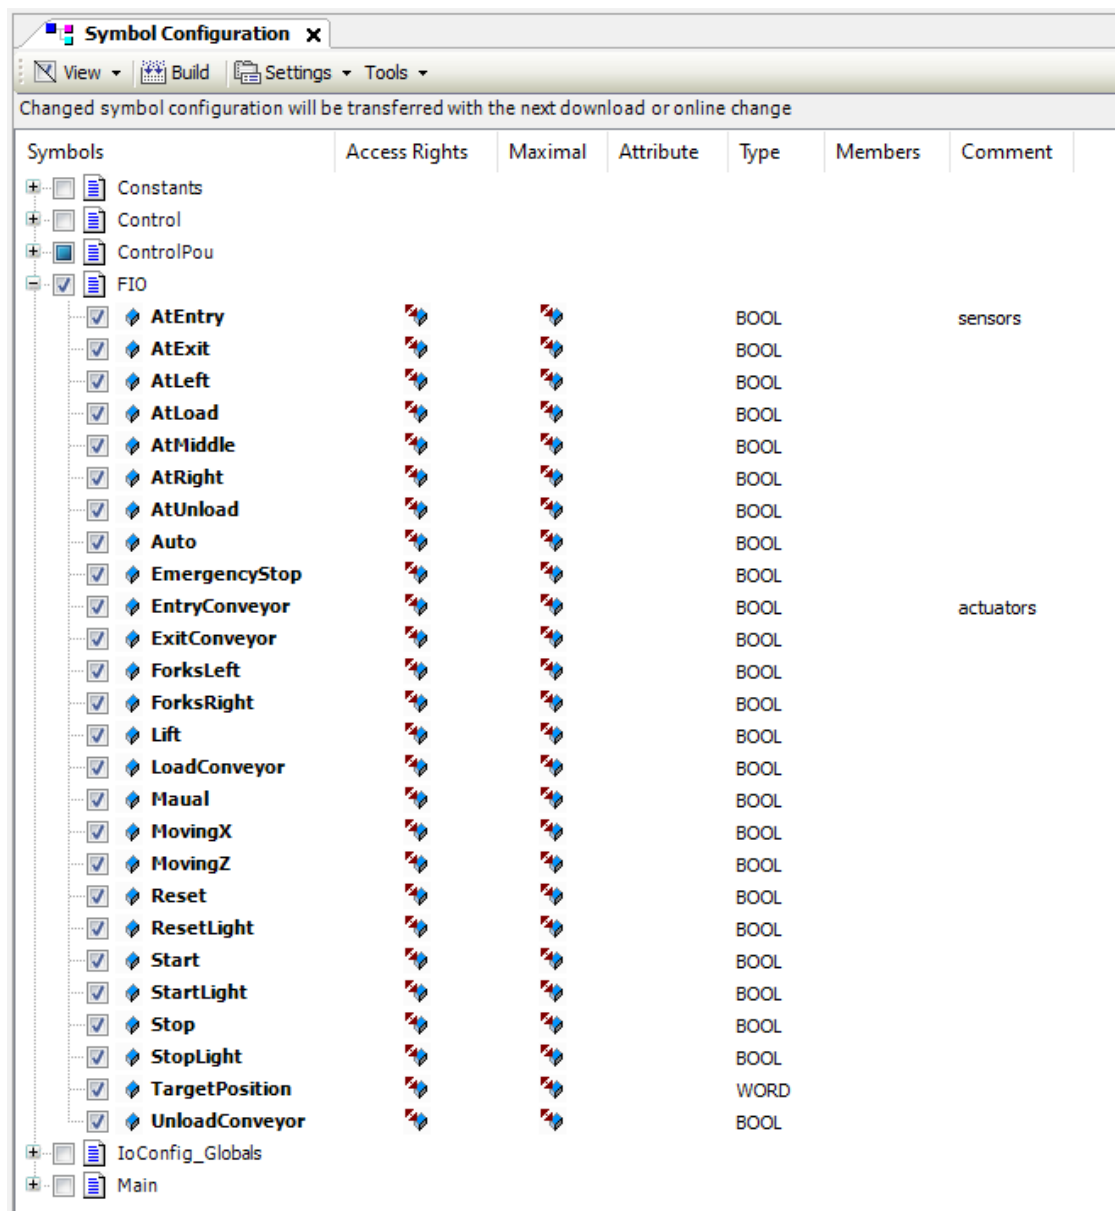 Symbol Configuration x
View Build Settings Tools
Changed symbol configuration will be transferred with the next download or online change
Symbols Access Rights Maximal Attribute Type Members Comment
Constants
Control
ControlPou
FIO
AtEntry BOOL sensors
AtExit BOOL
AtLeft BOOL
AtLoad BOOL
AtMiddle BOOL
AtRight BOOL
AtUnload BOOL
Auto BOOL
EmergencyStop BOOL
EntryConveyor BOOL actuators
ExitConveyor BOOL
ForksLeft BOOL
ForksRight BOOL
Lift BOOL
LoadConveyor BOOL
Maual BOOL
MovingX BOOL
MovingZ BOOL
Reset BOOL
ResetLight BOOL
Start BOOL
StartLight BOOL
Stop BOOL
StopLight BOOL
TargetPosition WORD
UnloadConveyor BOOL
IoConfig_Globals
Main